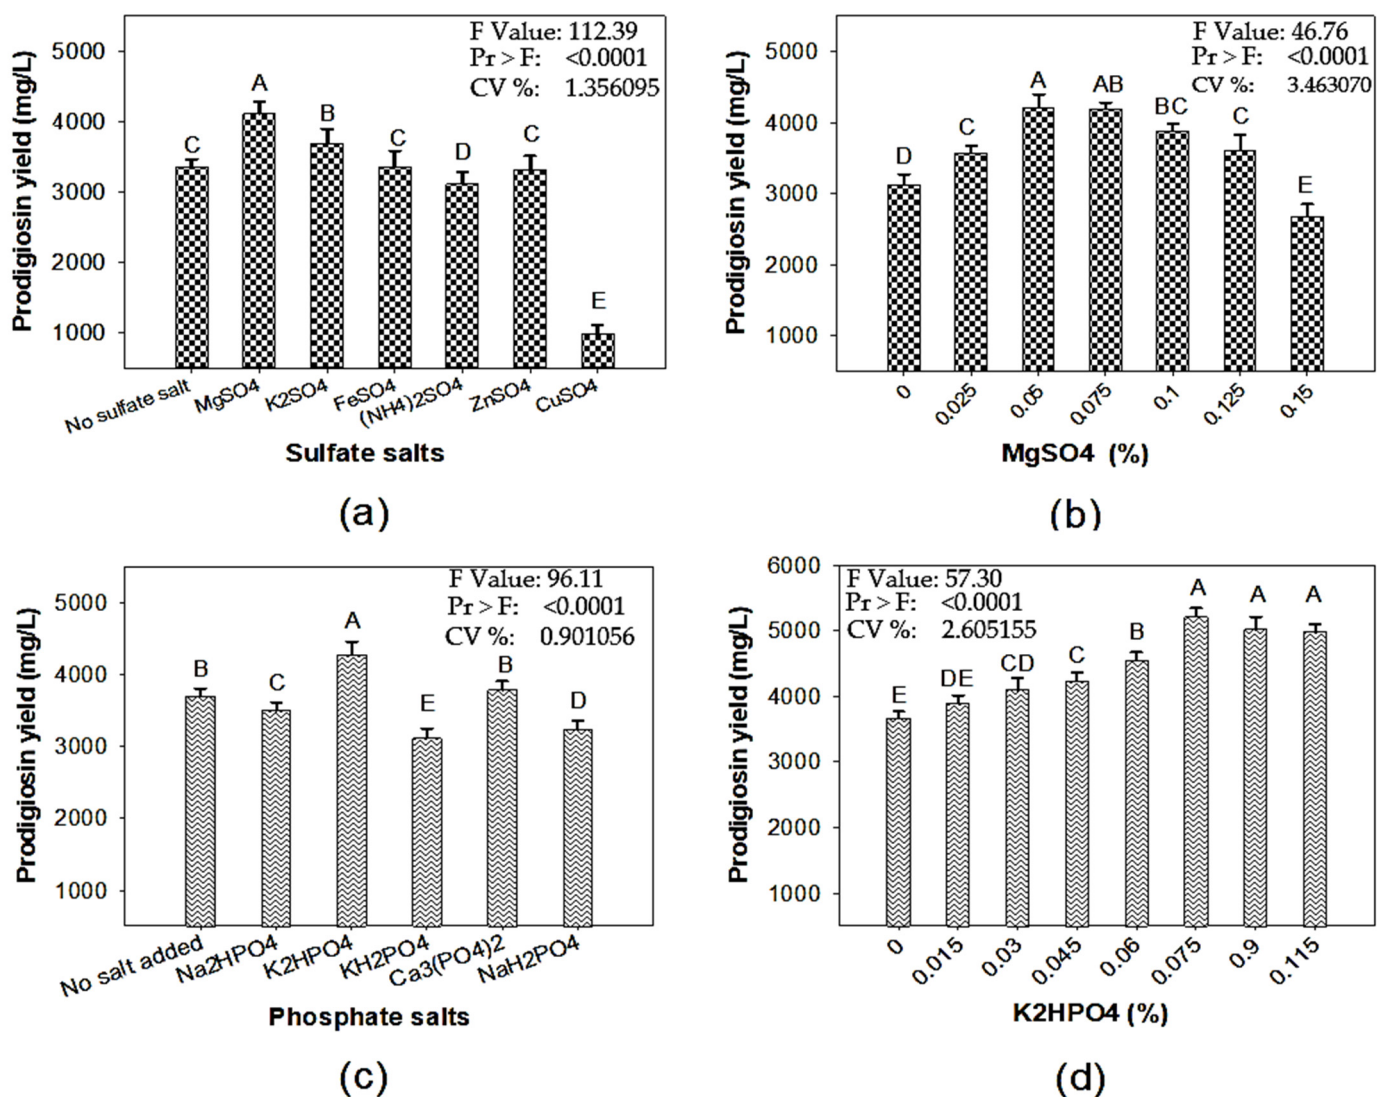 F Value: 112.39
Pr > F: <0.0001
CV %: 1.356095
Prodigiosin yield (mg/L)
5000
4000
3000
2000
1000
C
A
B
C
D
C
E
No sulfate salt
MgSO4
K2SO4
FeSO4
(NH4)2SO4
ZnSO4
CuSO4
Sulfate salts
(a)
F Value: 46.76
Pr > F: <0.0001
CV %: 3.463070
Prodigiosin yield (mg/L)
5000
4000
3000
2000
1000
D
C
A
AB
BC
C
E
0
0.025
0.05
0.075
0.1
0.125
0.15
MgSO4 (%)
(b)
F Value: 96.11
Pr > F: <0.0001
CV %: 0.901056
Prodigiosin yield (mg/L)
5000
4000
3000
2000
1000
B
C
A
E
B
D
No salt added
Na2HPO4
K2HPO4
KH2PO4
Ca3(PO4)2
NaH2PO4
Phosphate salts
(c)
F Value: 57.30
Pr > F: <0.0001
CV %: 2.605155
Prodigiosin yield (mg/L)
6000
5000
4000
3000
2000
1000
E
DE
CD
C
B
A
A
A
0
0.015
0.03
0.045
0.06
0.075
0.9
0.115
K2HPO4 (%)
(d)